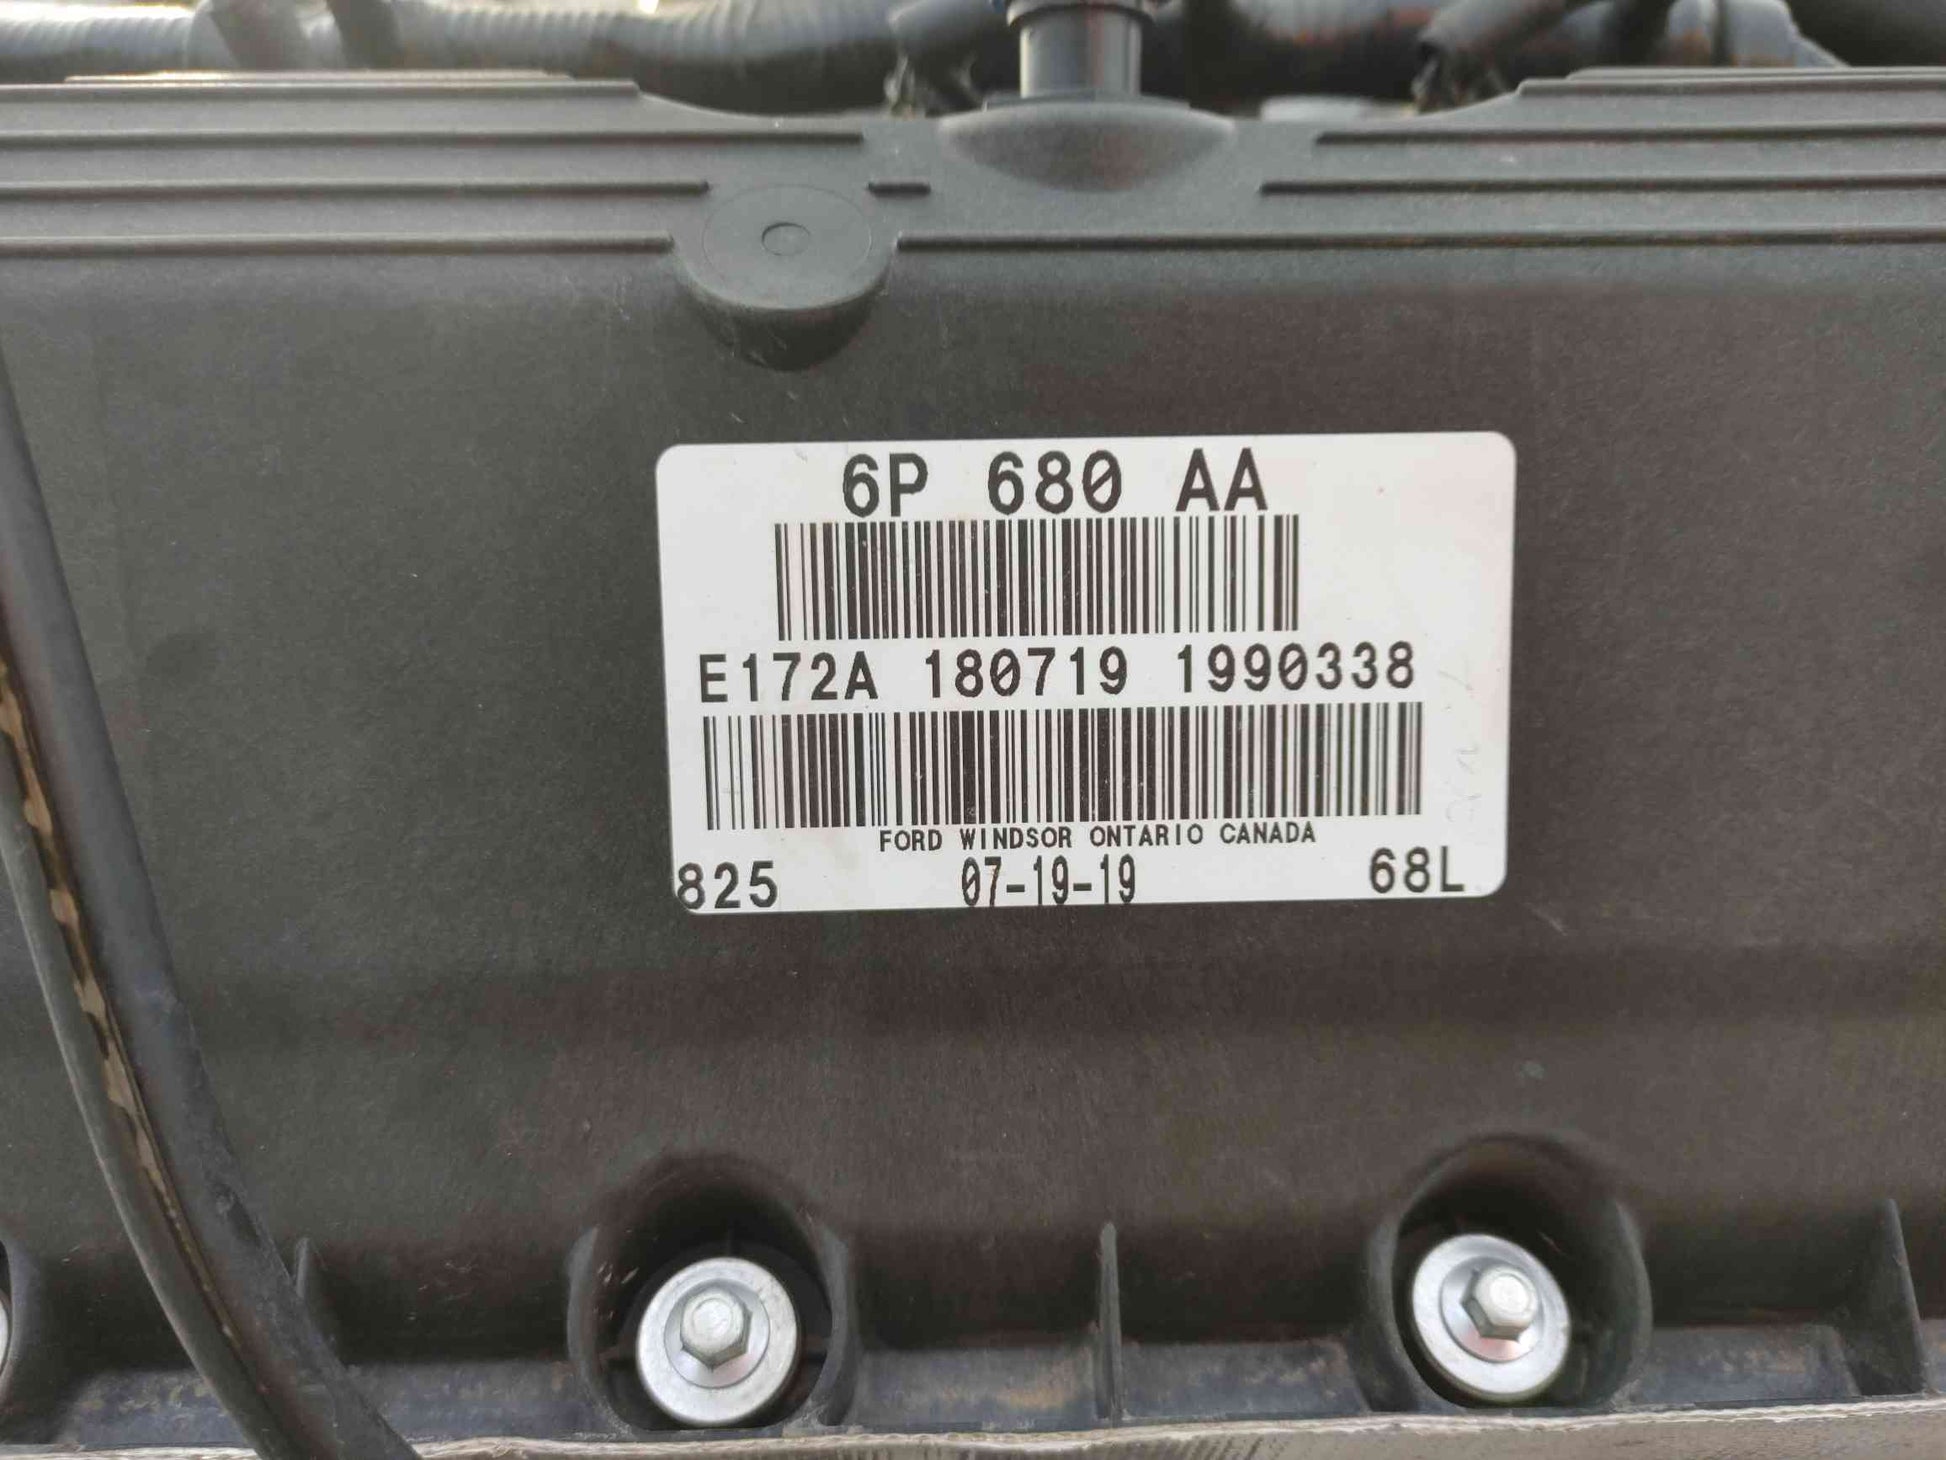 6P 680 AA
E172A 180719 1990338
FORD WINDSOR ONTARIO CANADA
825 07-19-19 68L